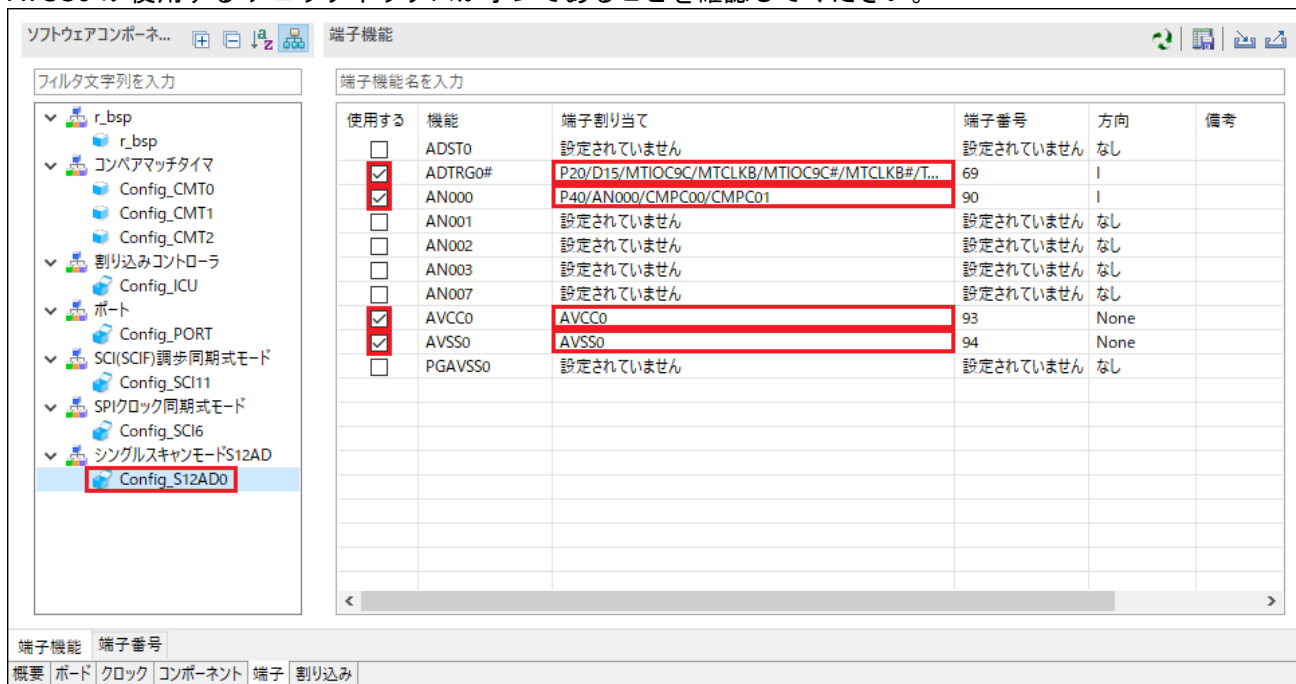 ソフトウェアコンポーネ...
端子機能
フィルタ文字列を入力
端子機能名を入力
r_bsp
r_bsp
コンペアマッチタイマ
Config_CMT0
Config_CMT1
Config_CMT2
割り込みコントローラ
Config_ICU
ポート
Config_PORT
SCI(SCIF)調歩同期式モード
Config_SCI11
SPIクロック同期式モード
Config_SCI6
シングルスキャンモードS12AD
Config_S12AD0
使用する 機能 端子割り当て 端子番号 方向 備考
ADST0 設定されていません 設定されていません なし
ADTRG0# P20/D15/MTIOC9C/MTCLKB/MTIOC9C#/MTCLKB#/T... 69 I
AN000 P40/AN000/CMPC00/CMPC01 90 I
AN001 設定されていません 設定されていません なし
AN002 設定されていません 設定されていません なし
AN003 設定されていません 設定されていません なし
AN007 設定されていません 設定されていません なし
AVCC0 AVCC0 93 None
AVSS0 AVSS0 94 None
PGAVSS0 設定されていません 設定されていません なし
端子機能 端子番号
概要 ボード クロック コンポーネント 端子 割り込み